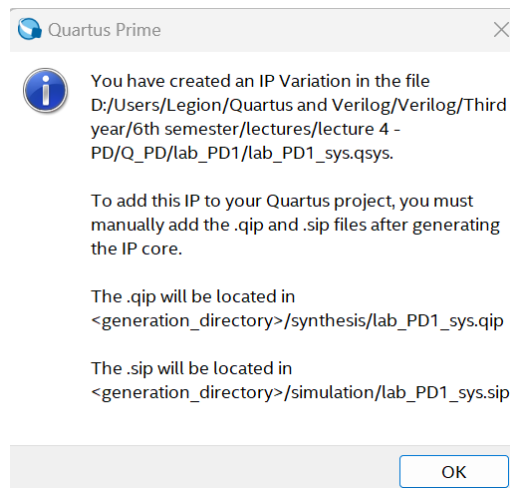 Quartus Prime
You have created an IP Variation in the file
D:/Users/Legion/Quartus and Verilog/Verilog/Third
year/6th semester/lectures/lecture 4 -
PD/Q_PD/lab_PD1/lab_PD1_sys.qsys.
To add this IP to your Quartus project, you must
manually add the .qip and .sip files after generating
the IP core.
The .qip will be located in
<generation_directory>/synthesis/lab_PD1_sys.qip
The .sip will be located in
<generation_directory>/simulation/lab_PD1_sys.sip
OK